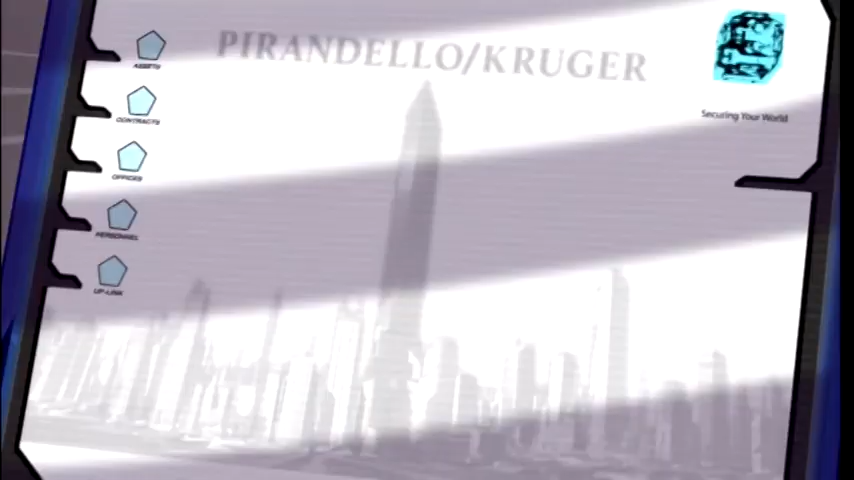 PIRANDELLO/KRUGER
Securing Your World
ASSETS
CONTRACTS
OFFICES
PERSONNEL
UP-LINK